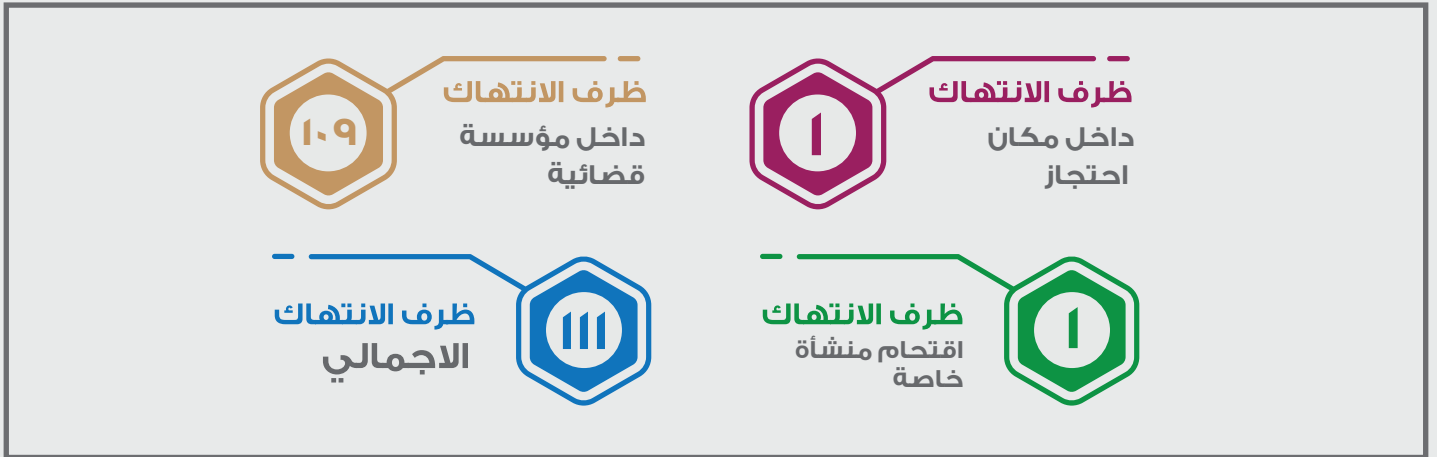 ظرف الانتهاك
داخل مكان
احتجاز
١
ظرف الانتهاك
داخل مؤسسة
قضائية
١٠٩
١
ظرف الانتهاك
اقتحام منشأة
خاصة
١١١
ظرف الانتهاك
الاجمالي